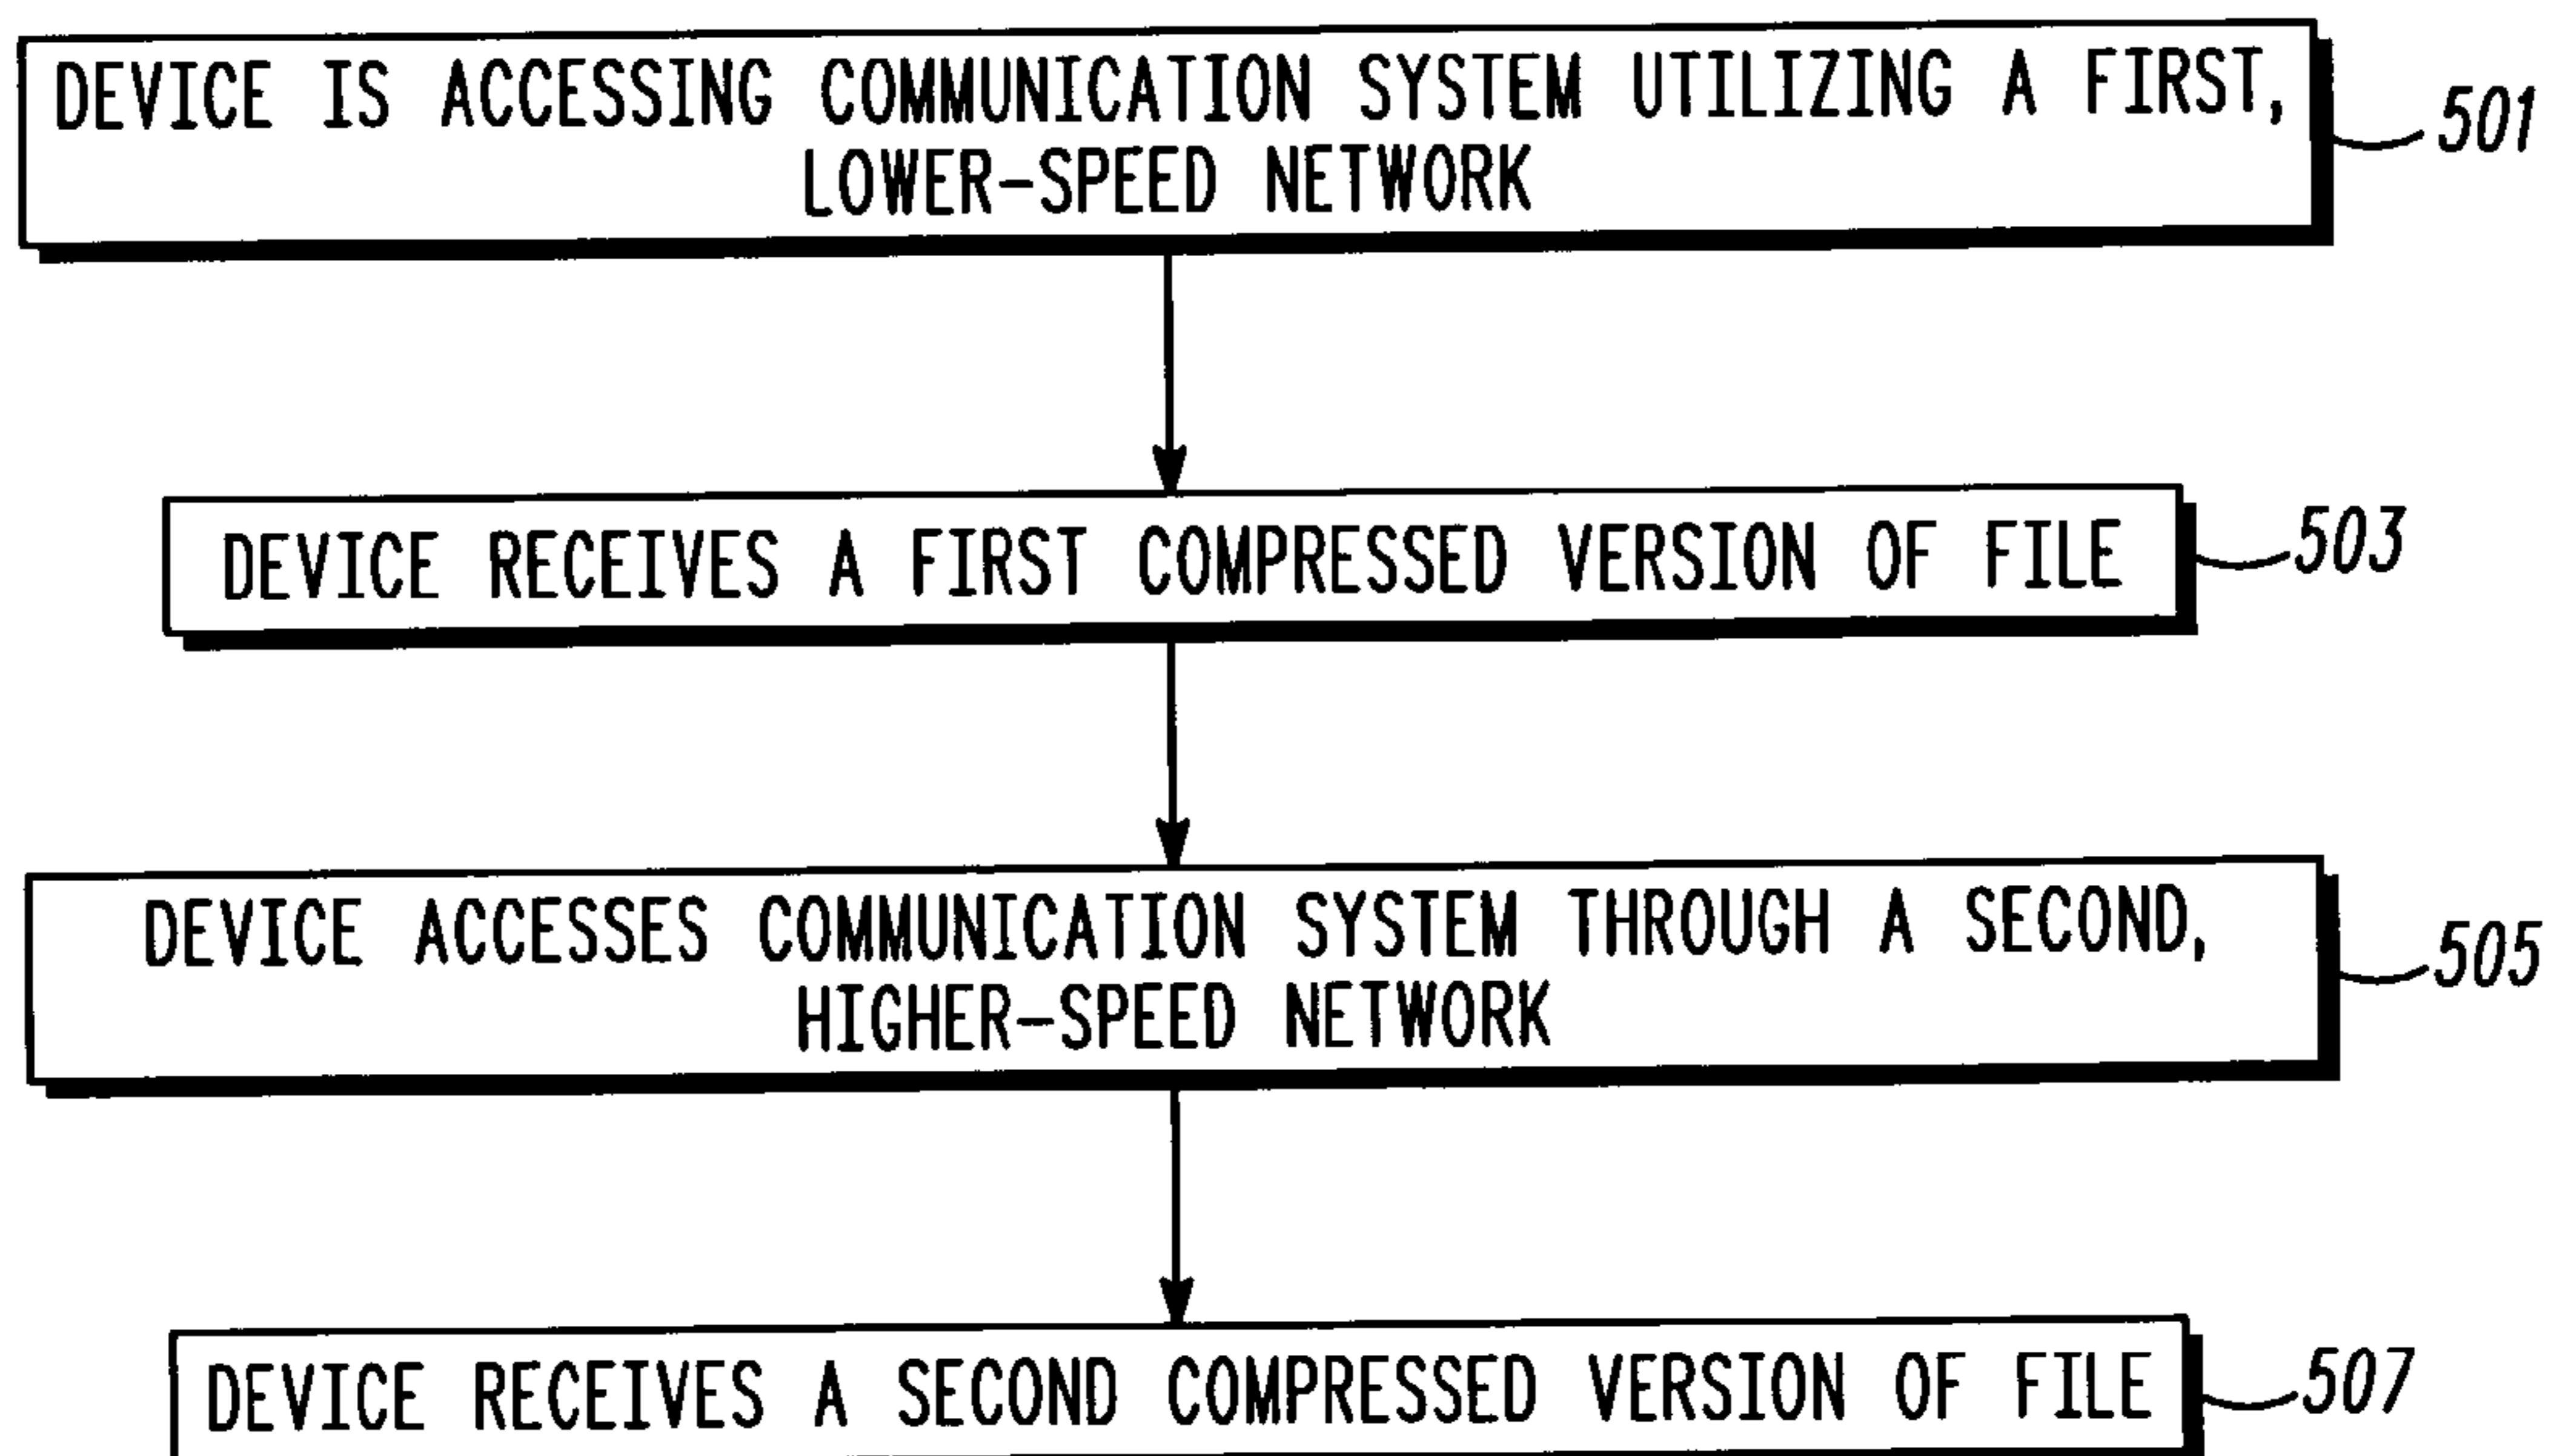 DEVICE IS ACCESSING COMMUNICATION SYSTEM UTILIZING A FIRST,
LOWER-SPEED NETWORK
501
DEVICE RECEIVES A FIRST COMPRESSED VERSION OF FILE
503
DEVICE ACCESSES COMMUNICATION SYSTEM THROUGH A SECOND,
HIGHER-SPEED NETWORK
505
DEVICE RECEIVES A SECOND COMPRESSED VERSION OF FILE
507